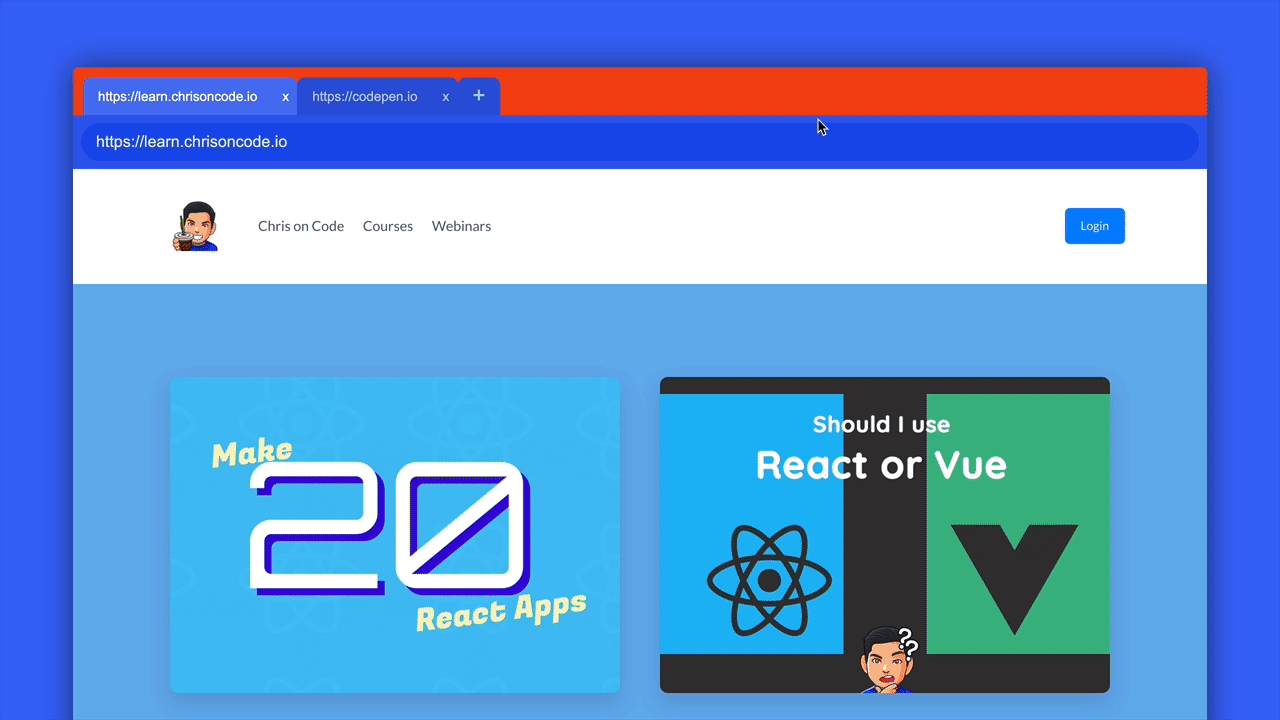 https://learn.chrisoncode.io x https://codepen.io x +
https://learn.chrisoncode.io
Chris on Code Courses Webinars Login
Make
20
React Apps
Should I use
React or Vue
??